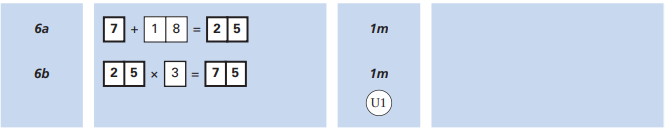 6a 7 + 1 8 = 2 5 1m
6b 2 5 × 3 = 7 5 1m
U1